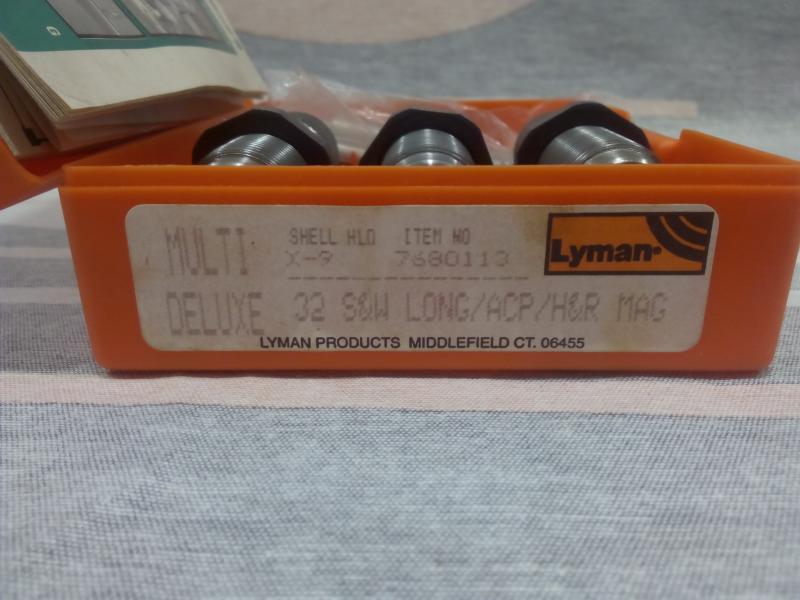 MULTI SHELL HLD ITEM NO
X-9 7680113
Lyman®
DELUXE 32 S&W LONG/ACP/H&R MAG
LYMAN PRODUCTS MIDDLEFIELD CT. 06455